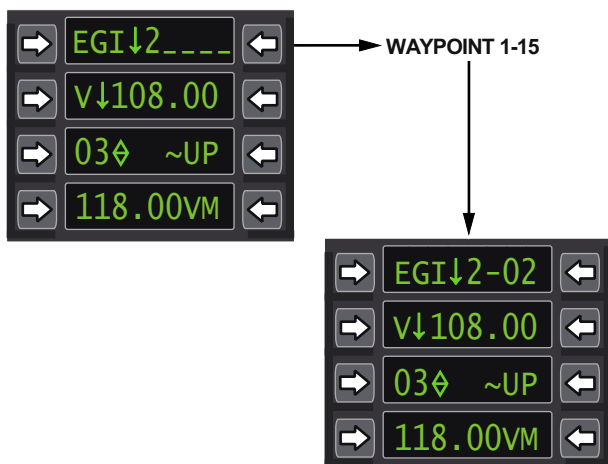 EGI↓2____
WAYPOINT 1-15
V↓108.00
03⬖ ~UP
118.00VM
EGI↓2-02
V↓108.00
03⬖ ~UP
118.00VM